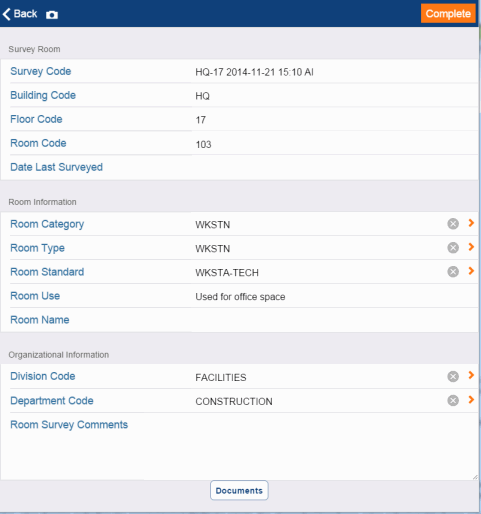 Back
Complete
Survey Room
Survey Code HQ-17 2014-11-21 15:10 AI
Building Code HQ
Floor Code 17
Room Code 103
Date Last Surveyed
Room Information
Room Category WKSTN
Room Type WKSTN
Room Standard WKSTA-TECH
Room Use Used for office space
Room Name
Organizational Information
Division Code FACILITIES
Department Code CONSTRUCTION
Room Survey Comments
Documents